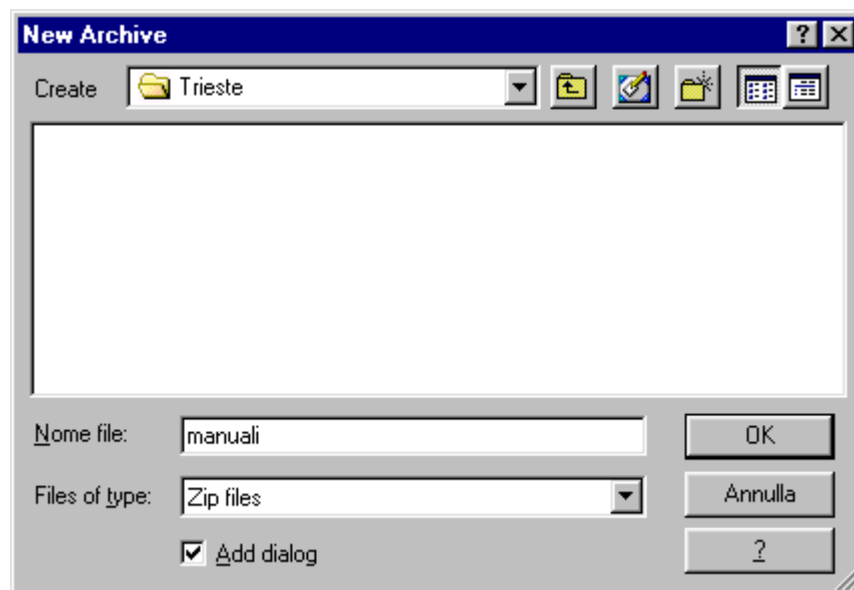 New Archive
Create Trieste
Nome file: manuali OK
Files of type: Zip files Annulla
Add dialog ?